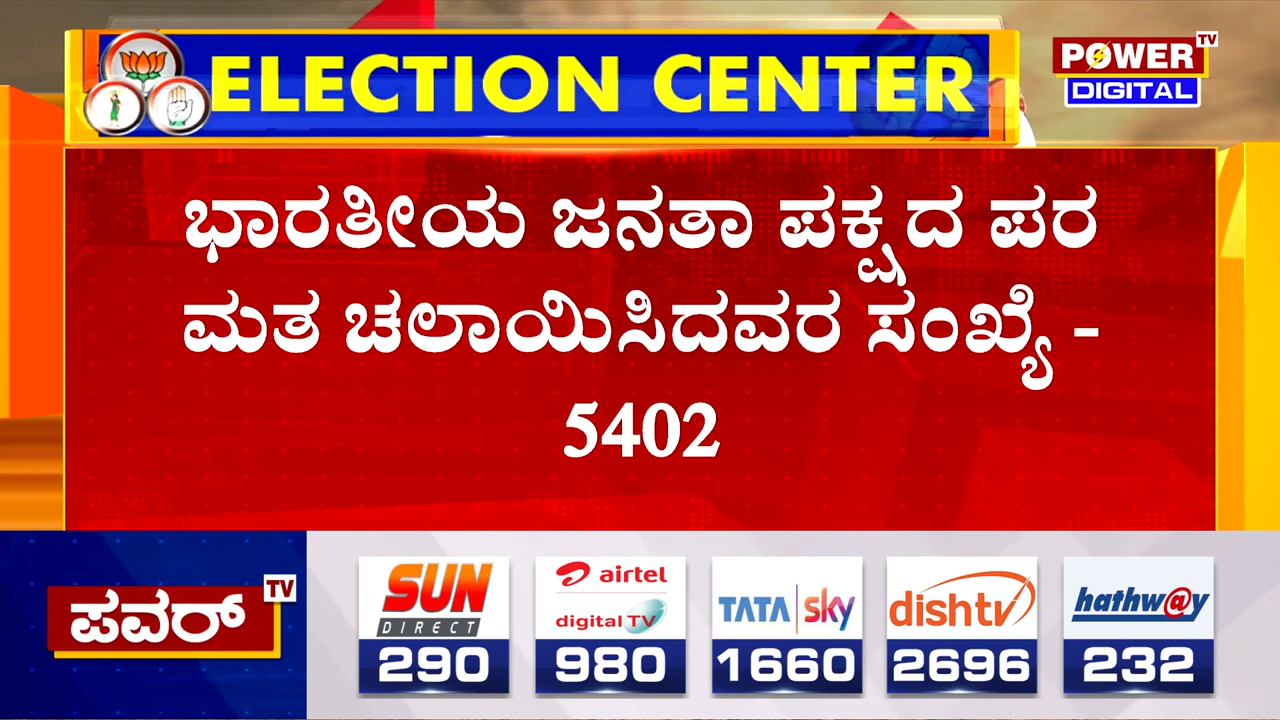 ELECTION CENTER
POWER TV
DIGITAL
ಭಾರತೀಯ ಜನತಾ ಪಕ್ಷದ ಪರ
ಮತ ಚಲಾಯಿಸಿದವರ ಸಂಖ್ಯೆ -
5402
ಪವರ್ TV
SUN
DIRECT
290
airtel
digital TV
980
TATA sky
1660
dishtv
2696
hathw@y
232